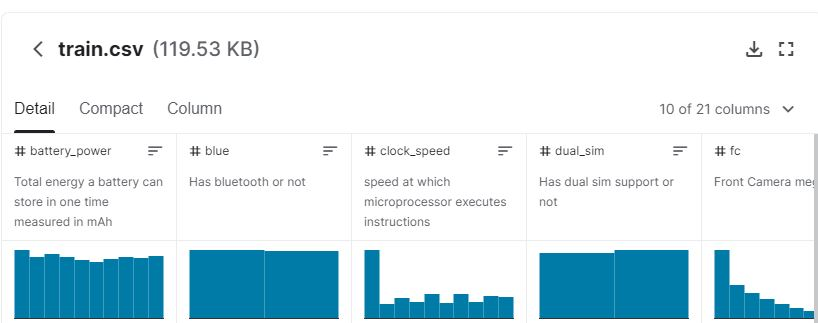 train.csv (119.53 KB)
Detail Compact Column 10 of 21 columns
# battery_power # blue # clock_speed # dual_sim # fc
Total energy a battery can Has bluetooth or not speed at which Has dual sim support or Front Camera
store in one time microprocessor executes not
measured in mAh instructions